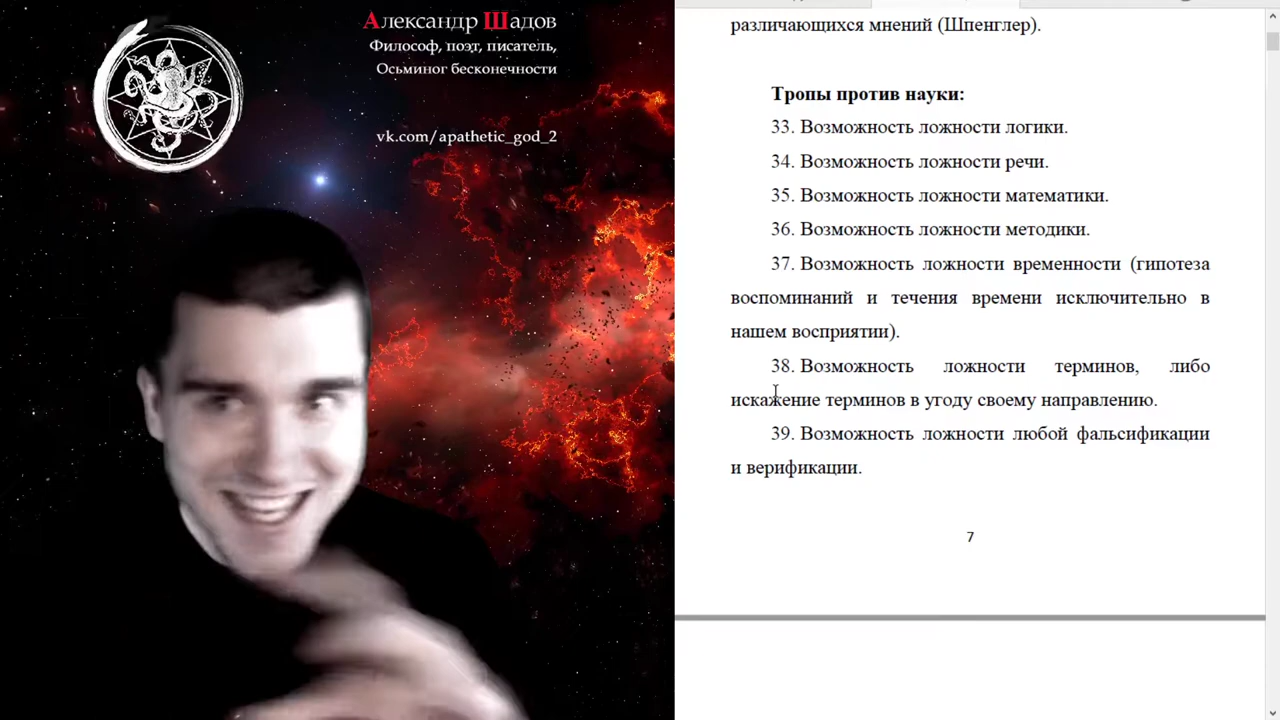 Александр Шадов
Философ, поэт, писатель,
Осьминог бесконечности
vk.com/apathetic_god_2
различающихся мнений (Шпенглер).
Тропы против науки:
33. Возможность ложности логики.
34. Возможность ложности речи.
35. Возможность ложности математики.
36. Возможность ложности методики.
37. Возможность ложности временности (гипотеза
воспоминаний и течения времени исключительно в
нашем восприятии).
38. Возможность ложности терминов, либо
искажение терминов в угоду своему направлению.
39. Возможность ложности любой фальсификации
и верификации.
7